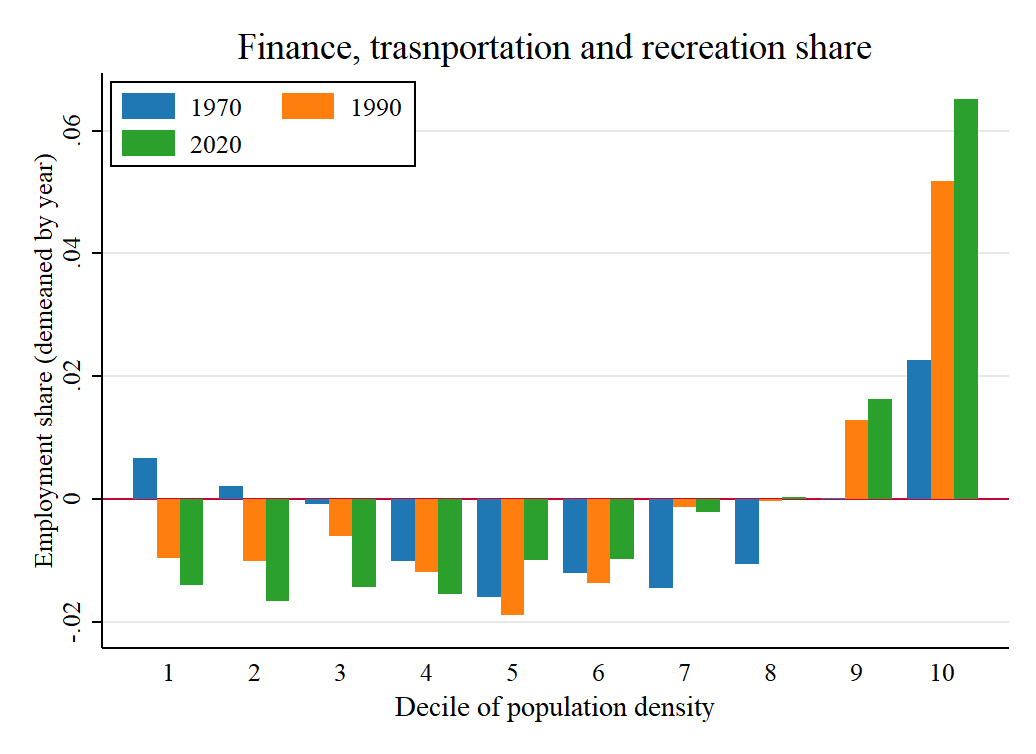 Finance, trasnportation and recreation share
1970
1990
2020
Employment share (demeaned by year)
.06
.04
.02
0
-.02
1 2 3 4 5 6 7 8 9 10
Decile of population density